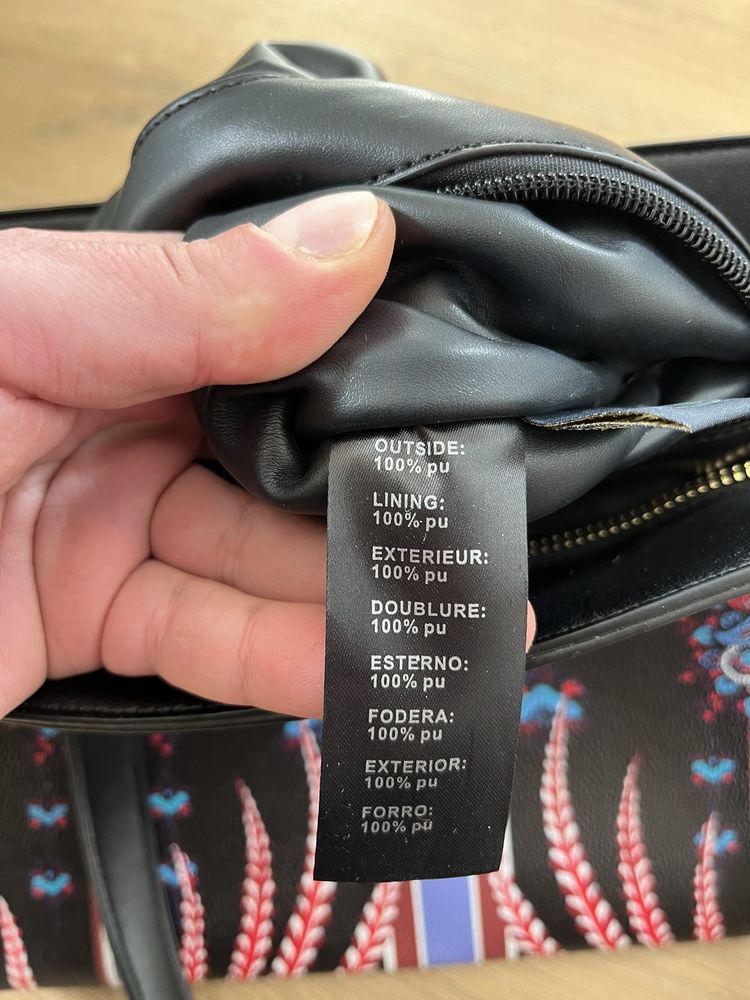 OUTSIDE:
100% pu
LINING:
100% pu
EXTERIEUR:
100% pu
DOUBLURE:
100% pu
ESTERNO:
100% pu
FODERA:
100% pu
EXTERIOR:
100% pu
FORRO:
100% pu